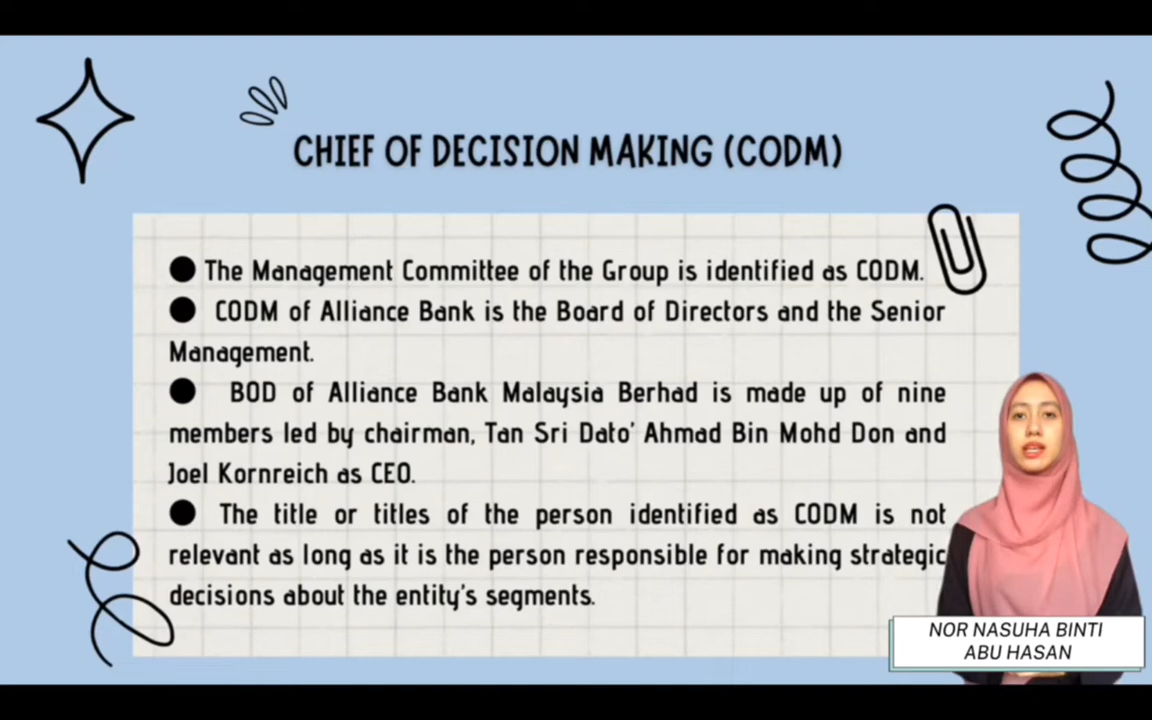 CHIEF OF DECISION MAKING (CODM)
● The Management Committee of the Group is identified as CODM.
● CODM of Alliance Bank is the Board of Directors and the Senior
Management.
● BOD of Alliance Bank Malaysia Berhad is made up of nine
members led by chairman, Tan Sri Dato' Ahmad Bin Mohd Don and
Joel Kornreich as CEO.
● The title or titles of the person identified as CODM is not
relevant as long as it is the person responsible for making strategic
decisions about the entity's segments.
NOR NASUHA BINTI
ABU HASAN